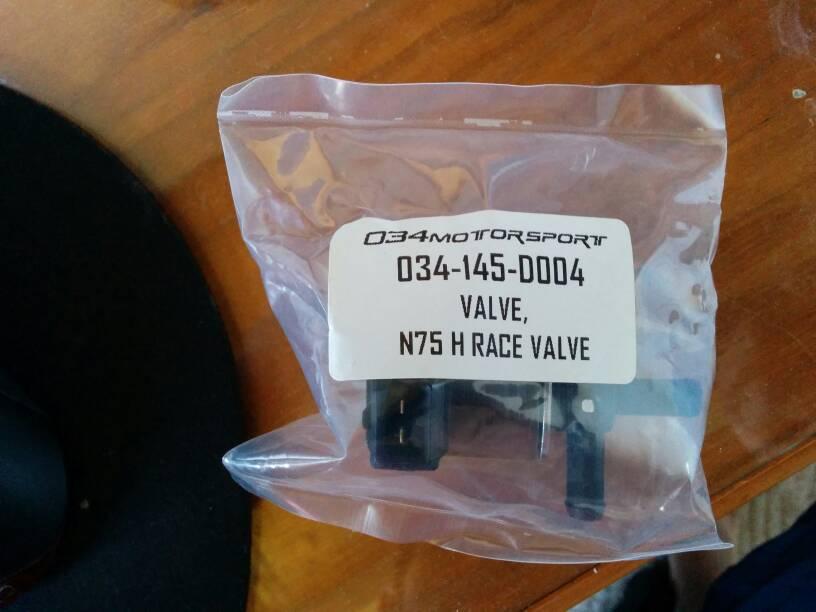 034MOTORSPORT
034-145-D004
VALVE,
N75 H RACE VALVE